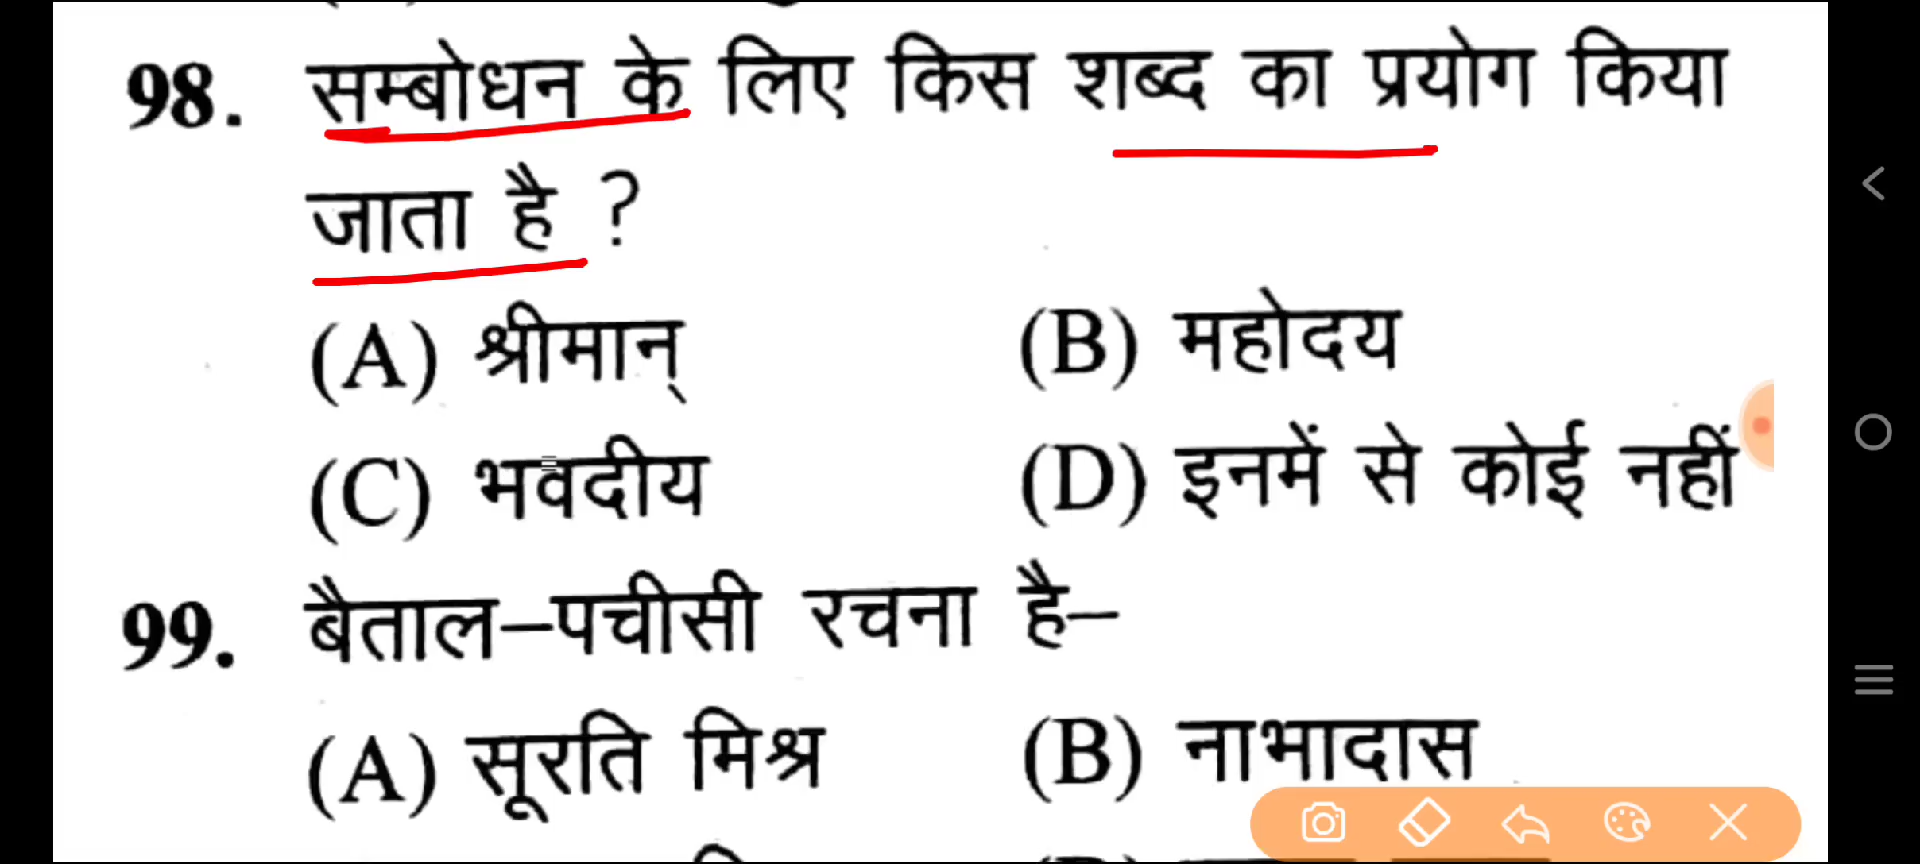 98. सम्बोधन के लिए किस शब्द का प्रयोग किया
जाता है ?
(A) श्रीमान् (B) महोदय
(C) भवदीय (D) इनमें से कोई नहीं
99. बैताल-पचीसी रचना है-
(A) सूरति मिश्र (B) नाभादास